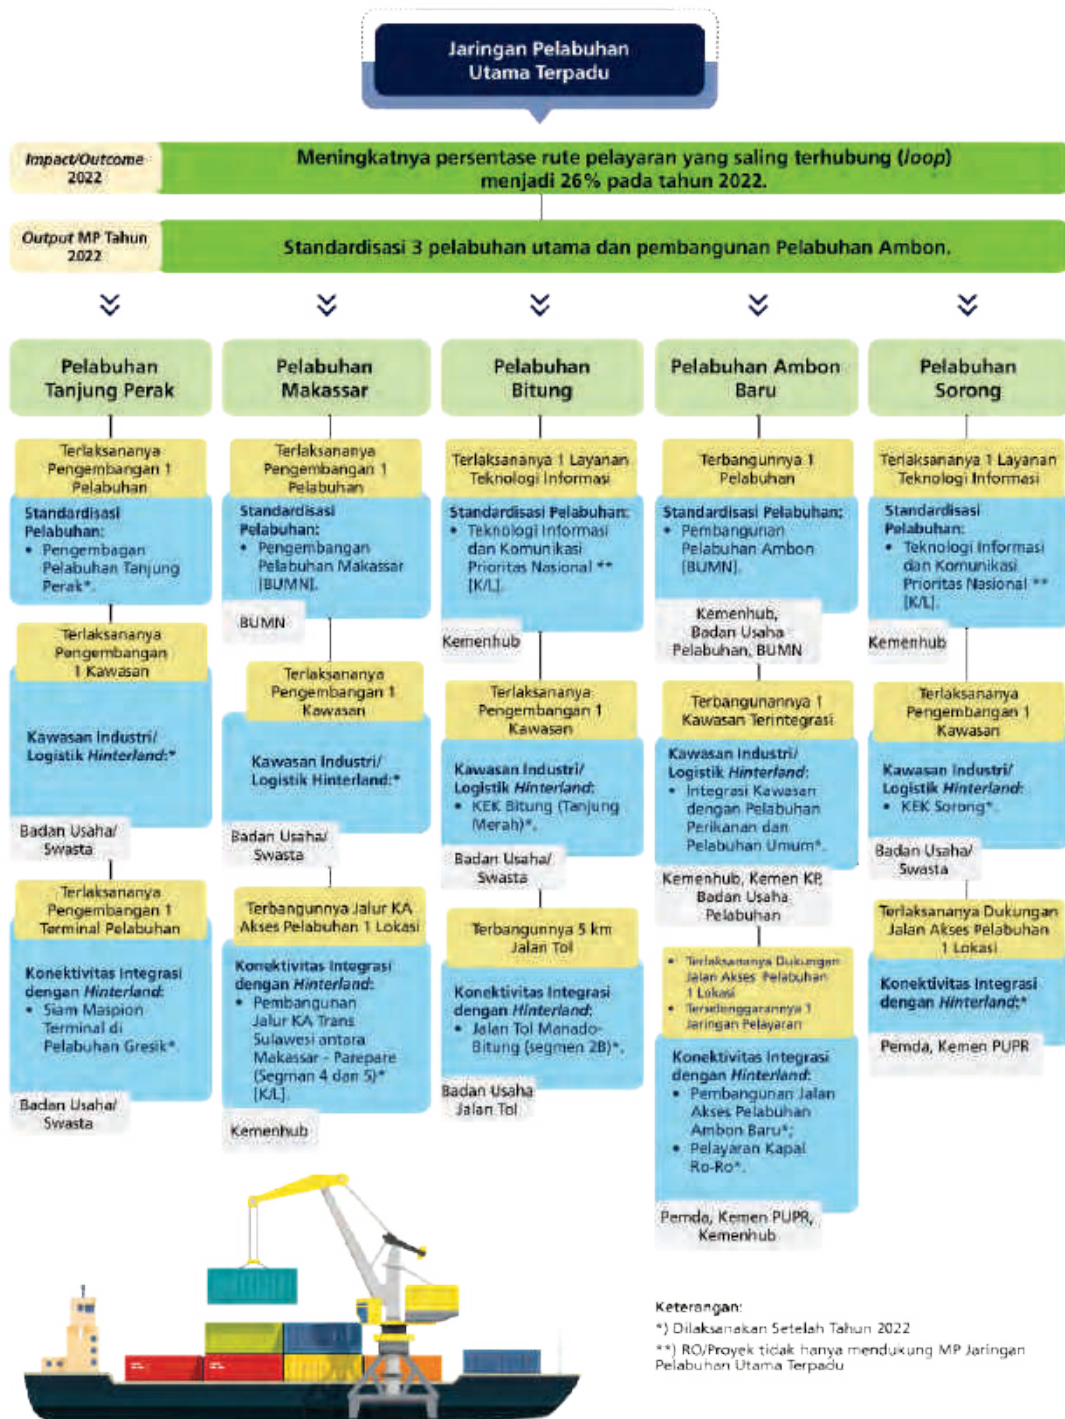 Jaringan Pelabuhan
Utama Terpadu
Impact/Outcome
2022
Meningkatnya persentase rute pelayaran yang saling terhubung (loop)
menjadi 26% pada tahun 2022.
Output MP Tahun
2022
Standardisasi 3 pelabuhan utama dan pembangunan Pelabuhan Ambon.
Pelabuhan
Tanjung Perak
Terlaksananya
Pengembangan 1
Pelabuhan
Standardisasi
Pelabuhan:
• Pengembagan
Pelabuhan Tanjung
Perak*.
Terlaksananya
Pengembangan
1 Kawasan
Kawasan Industri/
Logistik Hinterland:*
Badan Usaha/
Swasta
Terlaksananya
Pengembangan 1
Terminal Pelabuhan
Konektivitas Integrasi
dengan Hinterland:
• Siam Maspion
Terminal di
Pelabuhan Gresik*.
Badan Usaha/
Swasta
Pelabuhan
Makassar
Terlaksananya
Pengembangan 1
Pelabuhan
Standardisasi
Pelabuhan:
• Pengembangan
Pelabuhan Makassar
[BUMN].
BUMN
Terlaksananya
Pengembangan 1
Kawasan
Kawasan Industri/
Logistik Hinterland:*
Badan Usaha/
Swasta
Terbangunnya Jalur KA
Akses Pelabuhan 1 Lokasi
Konektivitas Integrasi
dengan Hinterland:
• Pembangunan
Jalur KA Trans
Sulawesi antara
Makassar - Parepare
(Segman 4 dan 5)*
[K/L].
Kemenhub
Pelabuhan
Bitung
Terlaksananya 1 Layanan
Teknologi Informasi
Standardisasi Pelabuhan:
• Teknologi Informasi
dan Komunikasi
Prioritas Nasional **
[K/L].
Kemenhub
Terlaksananya
Pengembangan 1
Kawasan
Kawasan Industri/
Logistik Hinterland:
• KEK Bitung (Tanjung
Merah)*.
Badan Usaha/
Swasta
Terbangunnya 5 km
Jalan Tol
Konektivitas Integrasi
dengan Hinterland:
• Jalan Tol Manado-
Bitung (segmen 2B)*.
Badan Usaha
Jalan Tol
Pelabuhan Ambon
Baru
Terbangunnya 1
Pelabuhan
Standardisasi Pelabuhan:
• Pembangunan
Pelabuhan Ambon
[BUMN].
Kemenhub,
Badan Usaha
Pelabuhan, BUMN
Terbangunannya 1
Kawasan Terintegrasi
Kawasan Industri/
Logistik Hinterland:
• Integrasi Kawasan
dengan Pelabuhan
Perikanan dan
Pelabuhan Umum*.
Kemenhub, Kemen KP,
Badan Usaha
Pelabuhan
• Terlaksananya Dukungan
Jalan Akses Pelabuhan
1 Lokasi
• Terselenggarannya 1
Jaringan Pelayaran
Konektivitas Integrasi
dengan Hinterland:
• Pembangunan Jalan
Akses Pelabuhan
Ambon Baru*;
• Pelayaran Kapal
Ro-Ro*.
Pemda, Kemen PUPR,
Kemenhub
Pelabuhan
Sorong
Terlaksananya 1 Layanan
Teknologi Informasi
Standardisasi
Pelabuhan:
• Teknologi Informasi
dan Komunikasi
Prioritas Nasional **
[K/L].
Kemenhub
Terlaksananya
Pengembangan 1
Kawasan
Kawasan Industri/
Logistik Hinterland:
• KEK Sorong*.
Badan Usaha/
Swasta
Terlaksananya Dukungan
Jalan Akses Pelabuhan
1 Lokasi
Konektivitas Integrasi
dengan Hinterland:*
Pemda, Kemen PUPR
Keterangan:
*) Dilaksanakan Setelah Tahun 2022
**) RO/Proyek tidak hanya mendukung MP Jaringan
Pelabuhan Utama Terpadu